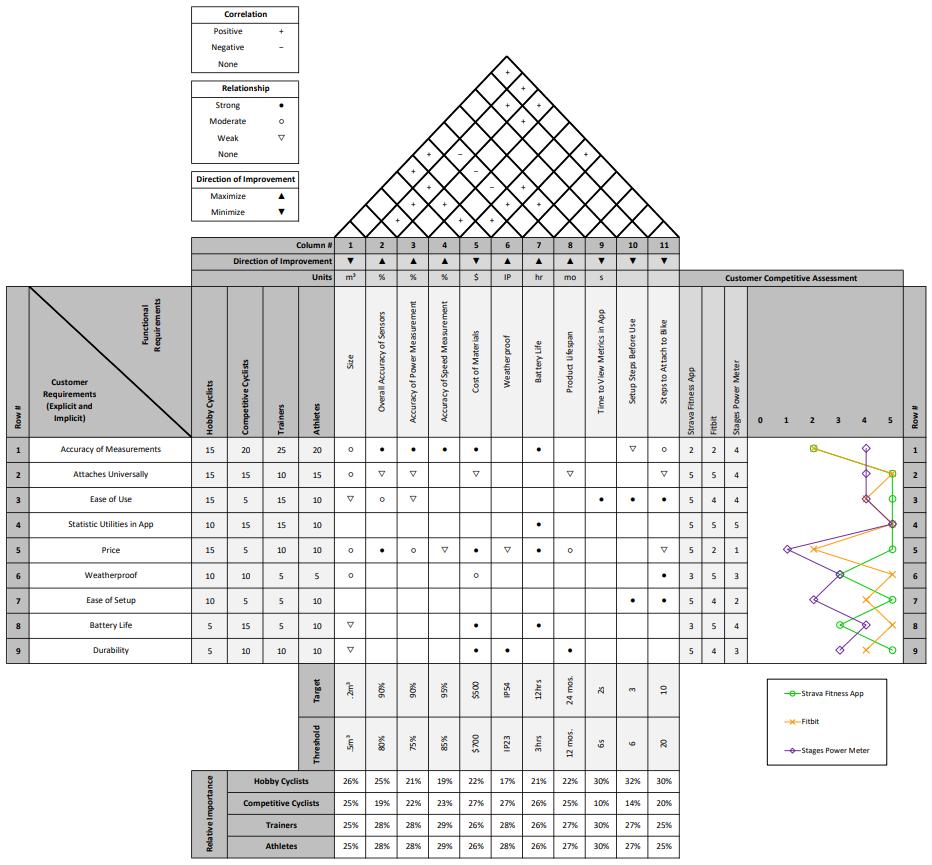 Correlation
Positive +
Negative −
None
Relationship
Strong ●
Moderate ○
Weak ▽
None
Direction of Improvement
Maximize ▲
Minimize ▼
Column # 1 2 3 4 5 6 7 8 9 10 11
Direction of Improvement ▼ ▲ ▲ ▲ ▼ ▲ ▲ ▲ ▼ ▼ ▼
Units m³ % % % $ IP hr mo s
Customer Competitive Assessment
Row #
Customer Requirements (Explicit and Implicit)
Functional Requirements
Hobby Cyclists
Competitive Cyclists
Trainers
Athletes
Size
Overall Accuracy of Sensors
Accuracy of Power Measurement
Accuracy of Speed Measurement
Cost of Materials
Weatherproof
Battery Life
Product Lifespan
Time to View Metrics in App
Setup Steps Before Use
Steps to Attach to Bike
Strava Fitness App
Fitbit
Stages Power Meter
0 1 2 3 4 5
Row #
1 Accuracy of Measurements 15 20 25 20 ○ ● ● ● ● ● ▽ ○ 2 2 4 1
2 Attaches Universally 15 15 10 15 ○ ▽ ▽ ▽ ▽ ▽ 5 5 4 2
3 Ease of Use 15 5 15 10 ▽ ○ ▽ ● ● ● 5 4 4 3
4 Statistic Utilities in App 10 15 15 10 ● 5 5 5 4
5 Price 15 5 10 10 ○ ● ○ ▽ ● ▽ ● ○ ▽ 5 2 1 5
6 Weatherproof 10 10 5 5 ○ ○ ● 3 5 3 6
7 Ease of Setup 10 5 5 10 ● ● 5 4 2 7
8 Battery Life 5 15 5 10 ▽ ● ● 3 5 4 8
9 Durability 5 10 10 10 ▽ ● ● ● 5 4 3 9
Target .2m³ 90% 90% 95% $500 IP54 12hrs 24 mos. 2s 3 10
Threshold .5m³ 80% 75% 85% $700 IP23 3hrs 12 mos. 6s 6 20
Strava Fitness App
Fitbit
Stages Power Meter
Relative Importance
Hobby Cyclists 26% 25% 21% 19% 22% 17% 21% 22% 30% 32% 30%
Competitive Cyclists 25% 19% 22% 23% 27% 27% 26% 25% 10% 14% 20%
Trainers 25% 28% 28% 29% 26% 28% 26% 27% 30% 27% 25%
Athletes 25% 28% 28% 29% 26% 28% 26% 27% 30% 27% 25%